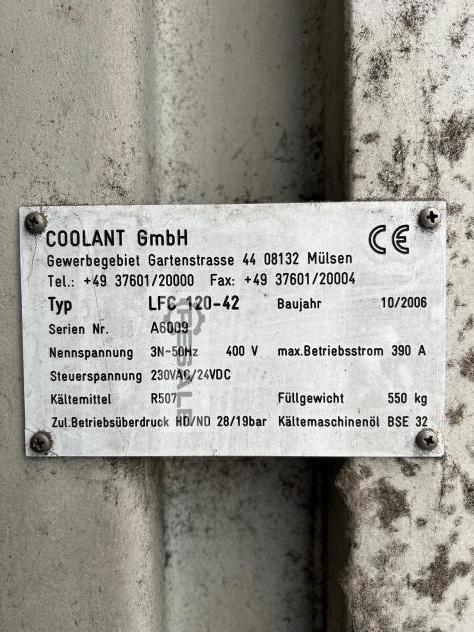 COOLANT GmbH CE
Gewerbegebiet Gartenstrasse 44 08132 Mülsen
Tel.: +49 37601/20000 Fax: +49 37601/20004
Typ LFC 120-42 Baujahr 10/2006
Serien Nr. A6009
Nennspannung 3N-50Hz 400 V max.Betriebsstrom 390 A
Steuerspannung 230VAC/24VDC
Kältemittel R507 Füllgewicht 550 kg
Zul.Betriebsüberdruck HD/ND 28/19bar Kältemaschinenöl BSE 32